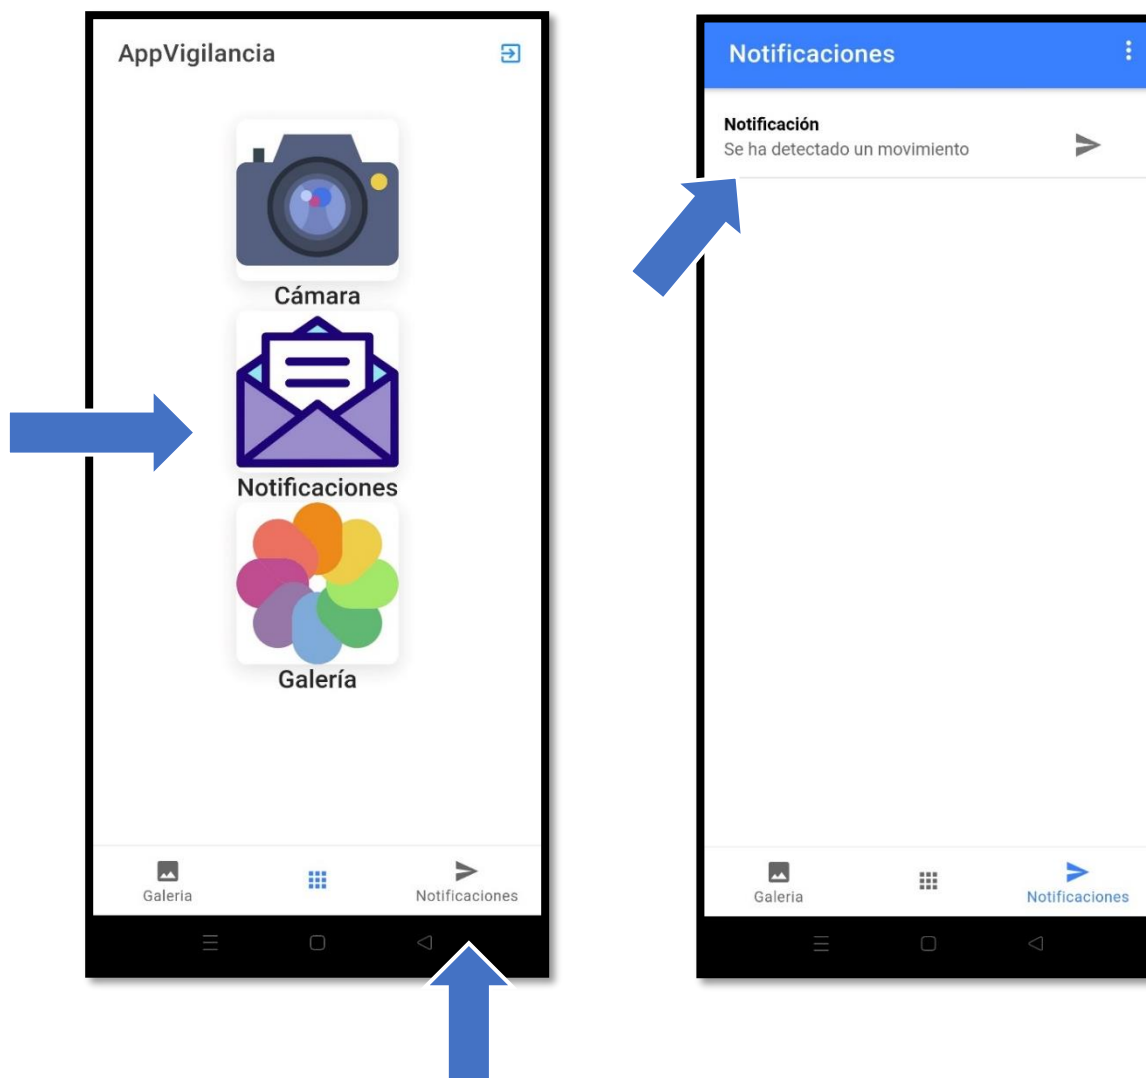 AppVigilancia
Cámara
Notificaciones
Galería
Galeria
Notificaciones
Notificaciones
Notificación
Se ha detectado un movimiento
Galeria
Notificaciones